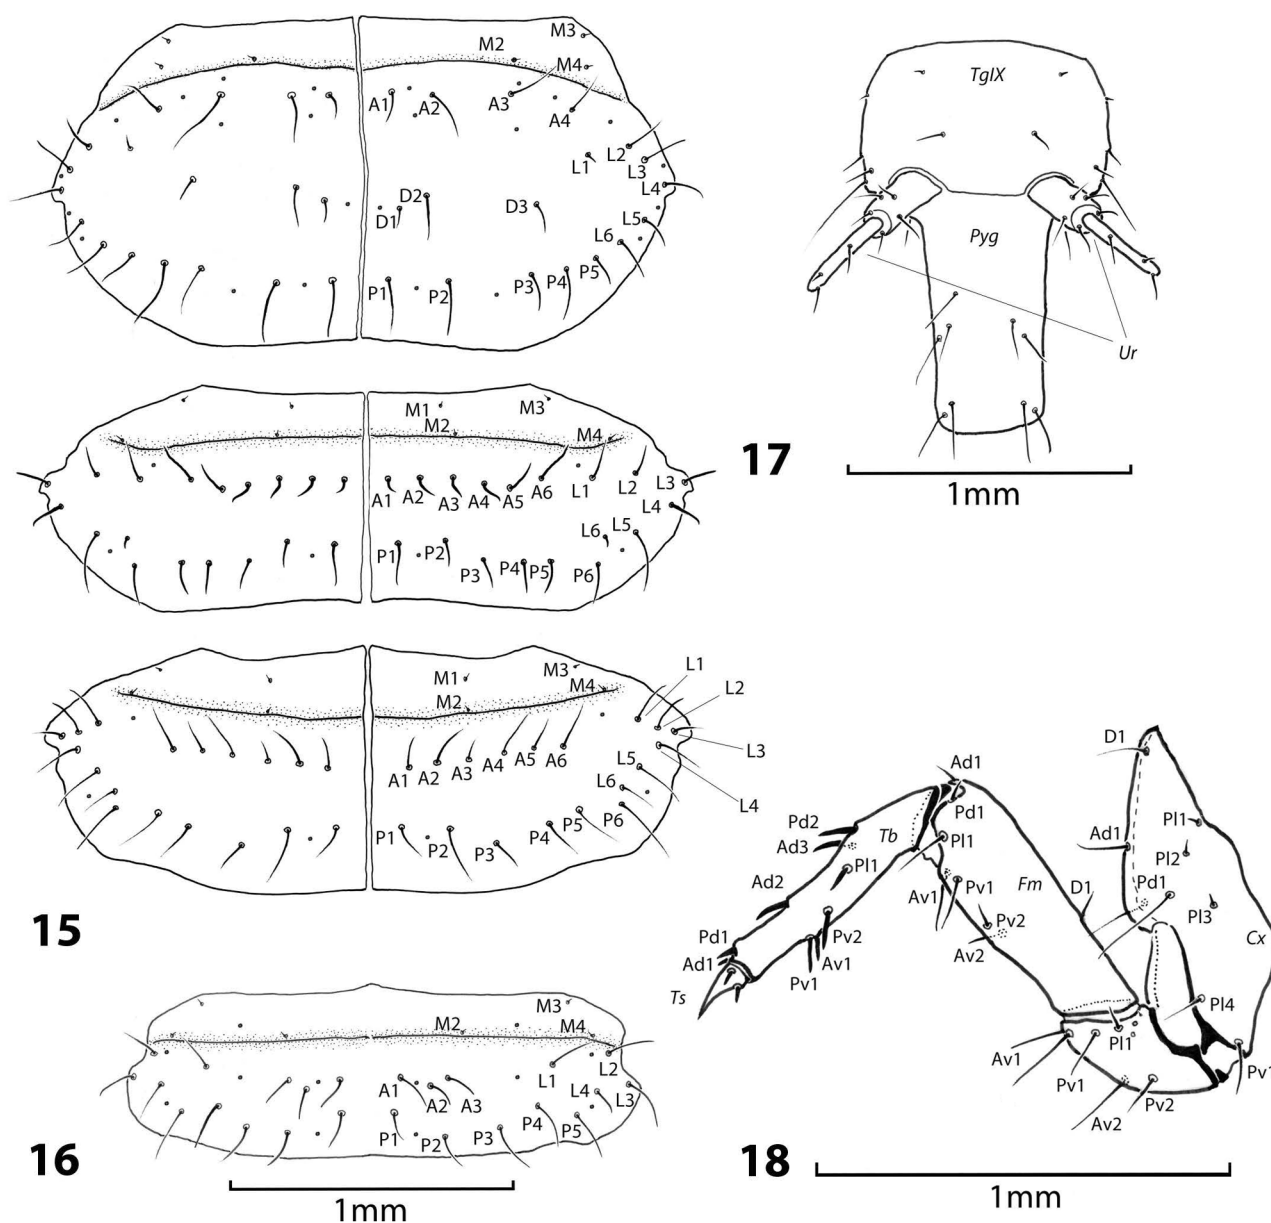 M3
M2
M4
A1 A2 A3 A4
L1 L2 L3
L4
D1 D2 D3
L5
L6
P1 P2 P3 P4 P5
M1 M3
M2 M4
A1 A2 A3 A4 A5 A6
L1 L2 L3
L4
L6 L5
P1 P2 P3 P4 P5 P6
M1 M3
M2 M4
L1
L2
L3
L4
A1 A2 A3 A4 A5 A6
L5
L6
P1 P2 P3 P4 P5 P6
15
M3
M2 M4
L1 L2
A1 A2 A3 L4 L3
P1 P2 P3 P4 P5
16
1mm
TgIX
Pyg
Ur
17
1mm
D1
Ad1
Pd1
Pd2
Ad3
Tb
Pl1
Pl1
Ad1
Pl1
Pl2
Ad2
Av1
Pv1
Fm
D1
Pd1
Pl3
Pv2
Cx
Pd1
Ad1
Pv2
Av1
Pv1
Av2
Ts
Pl4
Av1
Pv1
Pl1
Av2
Pv2
Pv1
18
1mm